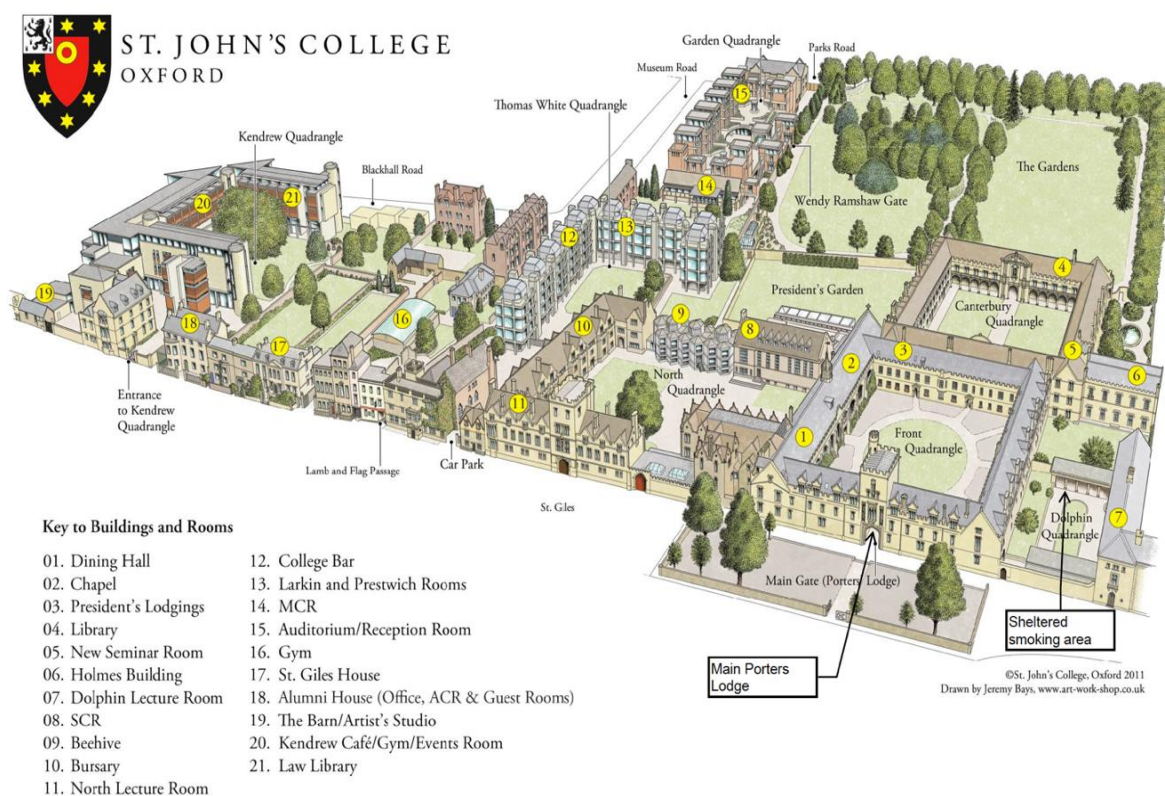 ST. JOHN'S COLLEGE
OXFORD
Garden Quadrangle
Parks Road
Museum Road
15
Thomas White Quadrangle
Kendrew Quadrangle
The Gardens
Blackhall Road
14
20
21
Wendy Ramshaw Gate
13
12
4
19
President's Garden
Canterbury
Quadrangle
16
9
18
10
8
2
3
5
17
6
North
Quadrangle
Entrance
to Kendrew
Quadrangle
11
1
Front
Quadrangle
Car Park
Lamb and Flag Passage
St. Giles
7
Dolphin
Quadrangle
Main Gate (Porters' Lodge)
Sheltered
smoking area
Main Porters
Lodge
Key to Buildings and Rooms
01. Dining Hall
02. Chapel
03. President's Lodgings
04. Library
05. New Seminar Room
06. Holmes Building
07. Dolphin Lecture Room
08. SCR
09. Beehive
10. Bursary
11. North Lecture Room
12. College Bar
13. Larkin and Prestwich Rooms
14. MCR
15. Auditorium/Reception Room
16. Gym
17. St. Giles House
18. Alumni House (Office, ACR & Guest Rooms)
19. The Barn/Artist's Studio
20. Kendrew Café/Gym/Events Room
21. Law Library
©St. John's College, Oxford 2011
Drawn by Jeremy Bays, www.art-work-shop.co.uk